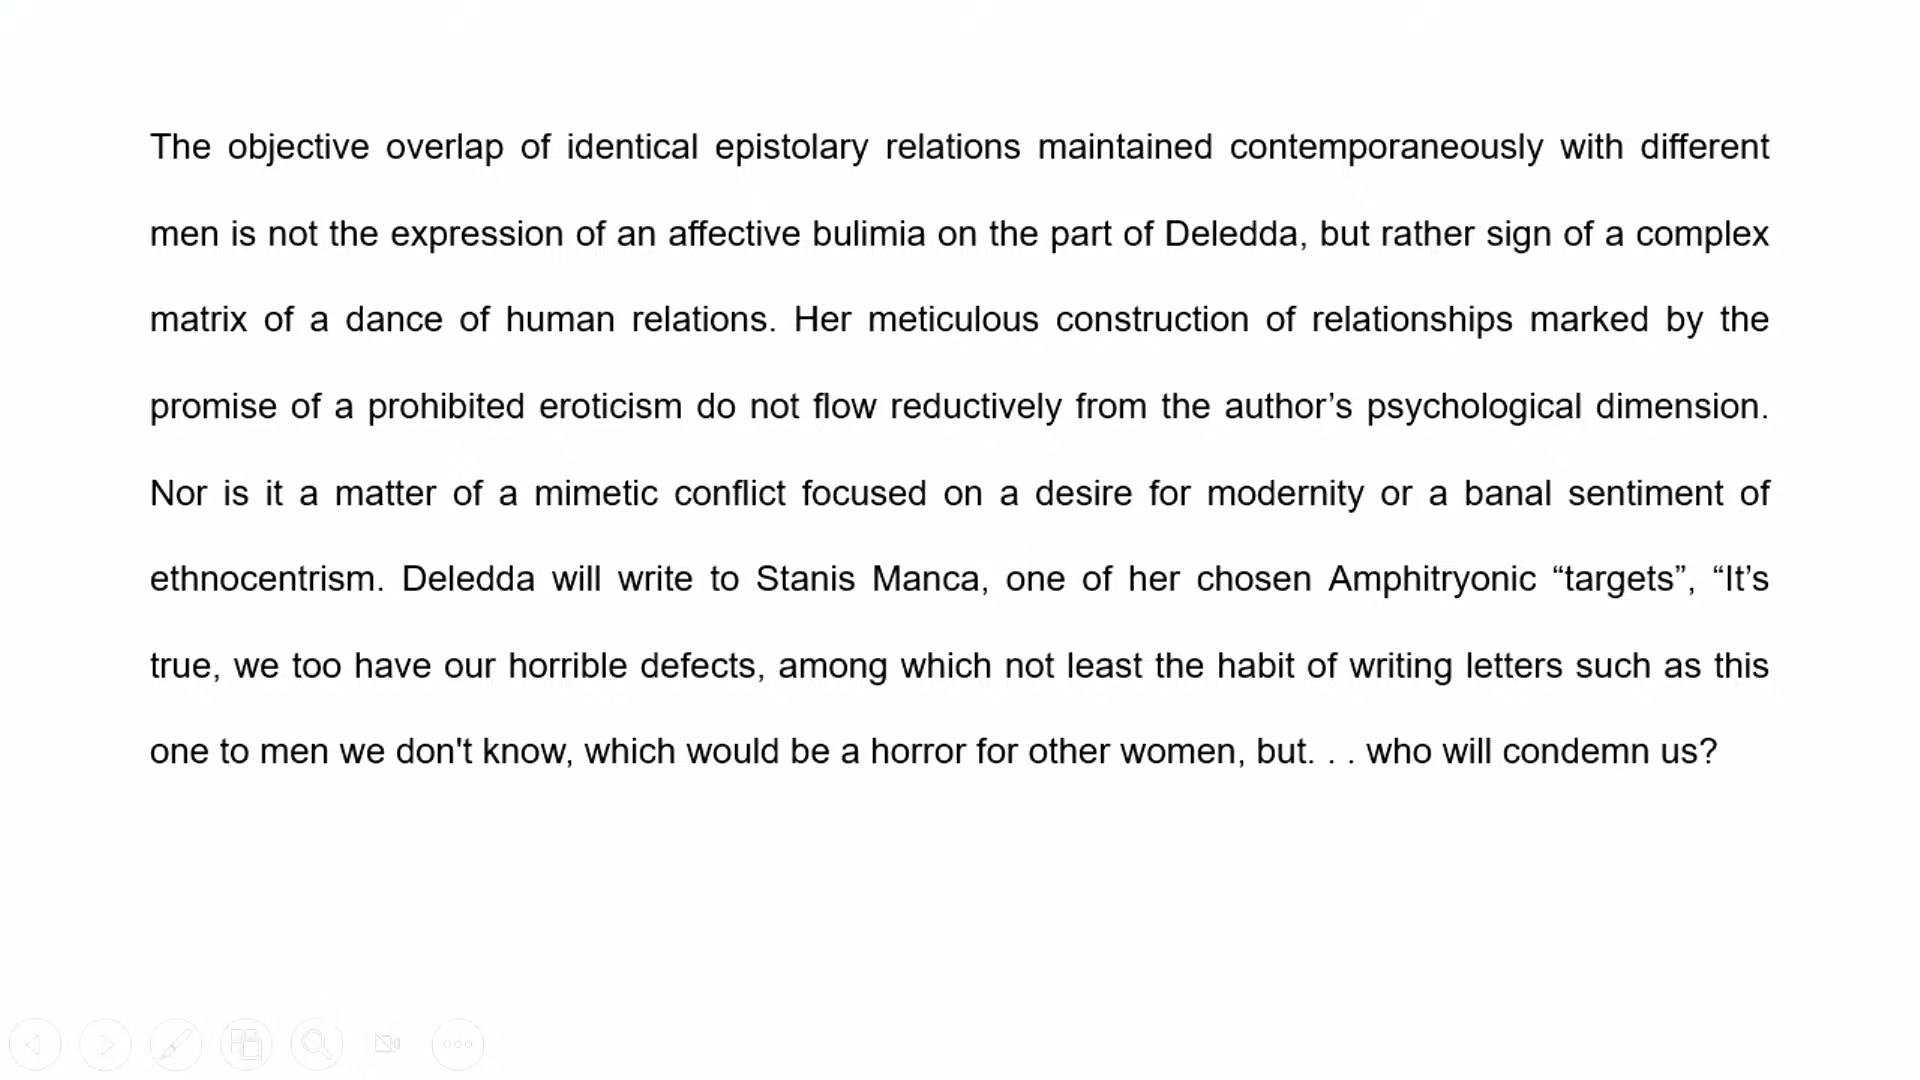 The objective overlap of identical epistolary relations maintained contemporaneously with different
men is not the expression of an affective bulimia on the part of Deledda, but rather sign of a complex
matrix of a dance of human relations. Her meticulous construction of relationships marked by the
promise of a prohibited eroticism do not flow reductively from the author’s psychological dimension.
Nor is it a matter of a mimetic conflict focused on a desire for modernity or a banal sentiment of
ethnocentrism. Deledda will write to Stanis Manca, one of her chosen Amphitryonic “targets”, “It’s
true, we too have our horrible defects, among which not least the habit of writing letters such as this
one to men we don't know, which would be a horror for other women, but. . . who will condemn us?